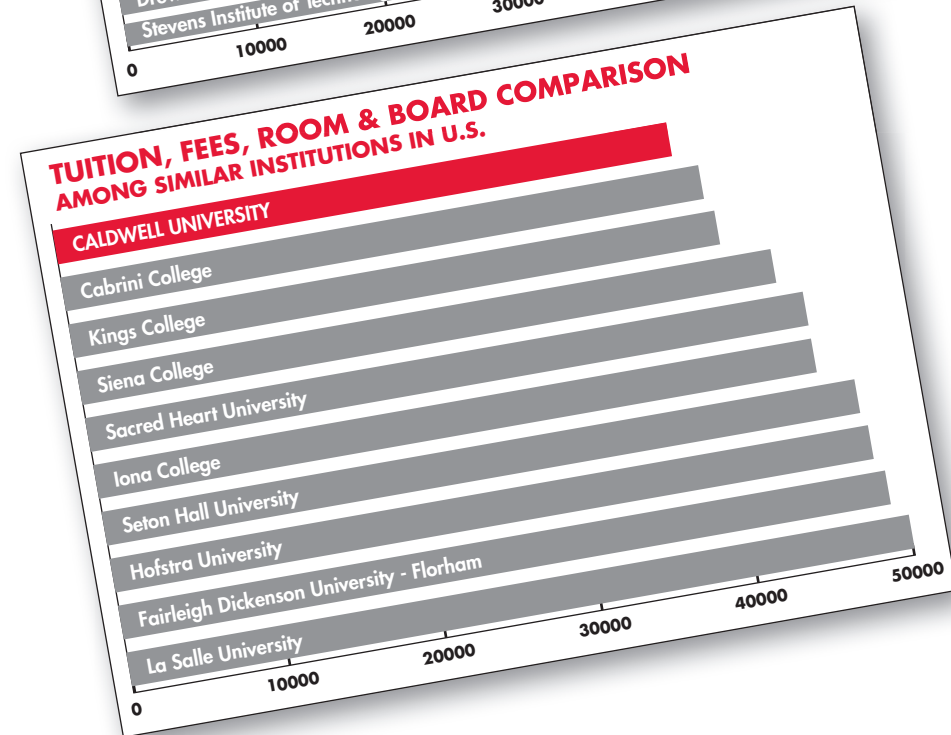 Stevens Institute of
0
10000
20000
30000
TUITION, FEES, ROOM & BOARD COMPARISON
AMONG SIMILAR INSTITUTIONS IN U.S.
CALDWELL UNIVERSITY
Cabrini College
Kings College
Siena College
Sacred Heart University
Iona College
Seton Hall University
Hofstra University
Fairleigh Dickenson University - Florham
La Salle University
0
10000
20000
30000
40000
50000